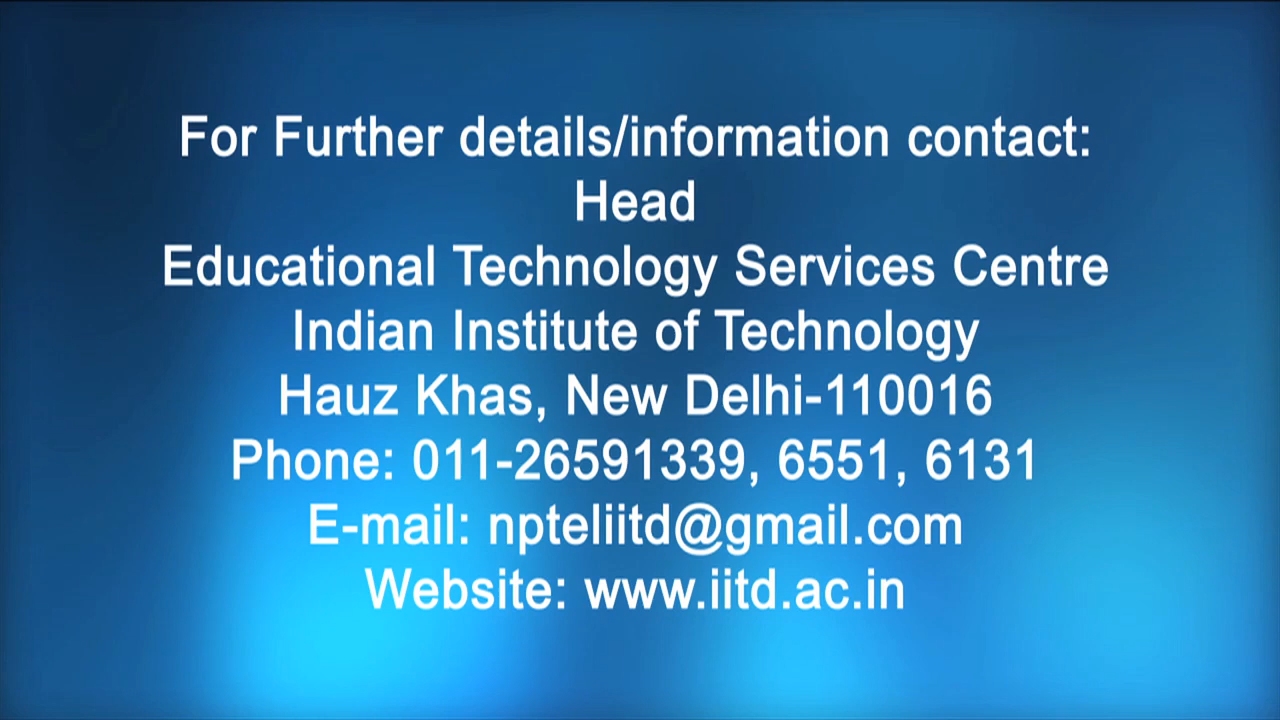 For Further details/information contact:
Head
Educational Technology Services Centre
Indian Institute of Technology
Hauz Khas, New Delhi-110016
Phone: 011-26591339, 6551, 6131
E-mail: npteliitd@gmail.com
Website: www.iitd.ac.in